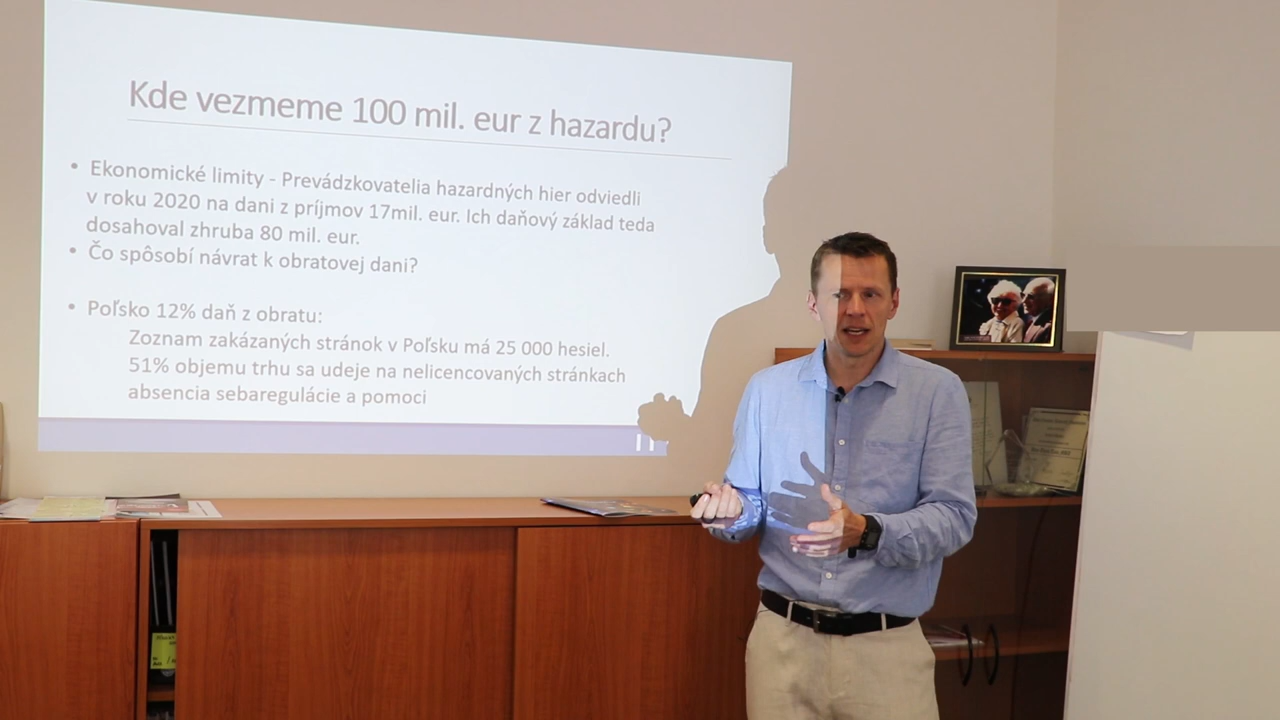 Kde vezmeme 100 mil. eur z hazardu?
• Ekonomické limity - Prevádzkovatelia hazardných hier odviedli
v roku 2020 na dani z príjmov 17mil. eur. Ich daňový základ teda
dosahoval zhruba 80 mil. eur.
• Čo spôsobí návrat k obratovej dani?
• Poľsko 12% daň z obratu:
Zoznam zakázaných stránok v Poľsku má 25 000 hesiel.
51% objemu trhu sa udeje na nelicencovaných stránkach
absencia sebaregulácie a pomoci